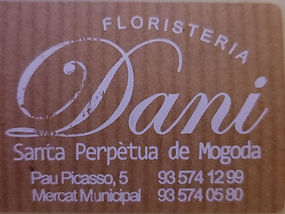 FLORISTERIA
Dani
Santa Perpètua de Mogoda
Pau Picasso, 5 93 574 12 99
Mercat Municipal 93 574 05 80